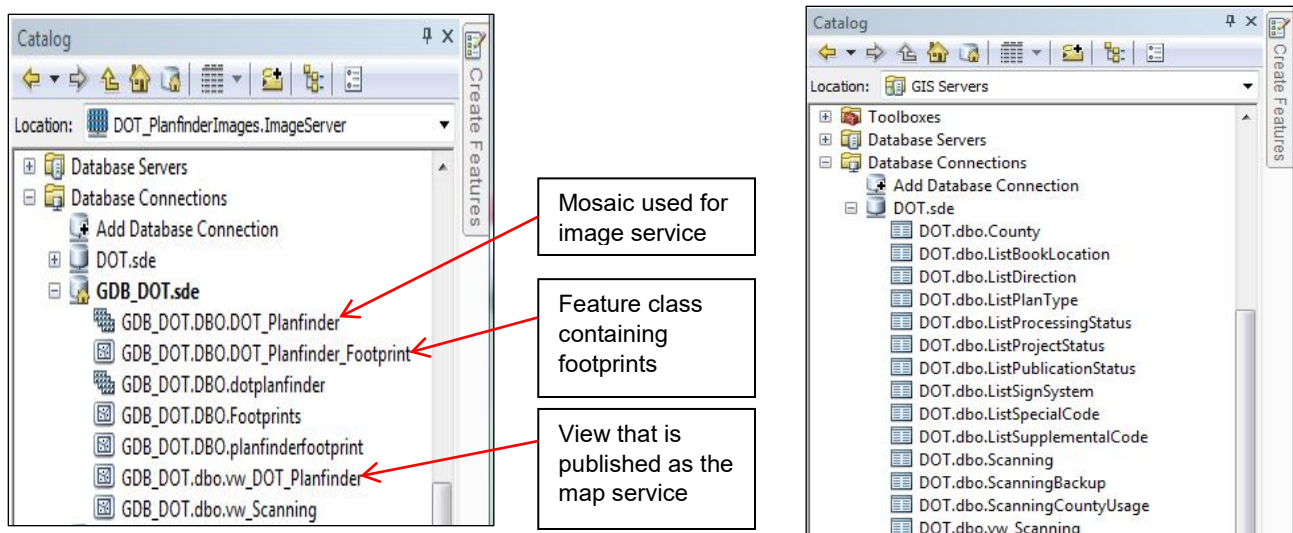 Catalog
Location: DOT_PlanfinderImages.ImageServer
Database Servers
Database Connections
Add Database Connection
DOT.sde
GDB_DOT.sde
GDB_DOT.DBO.DOT_Planfinder
GDB_DOT.DBO.DOT_Planfinder_Footprint
GDB_DOT.DBO.dotplanfinder
GDB_DOT.DBO.Footprints
GDB_DOT.DBO.planfinderfootprint
GDB_DOT.dbo.vw_DOT_Planfinder
GDB_DOT.dbo.vw_Scanning
Create Features
Mosaic used for
image service
Feature class
containing
footprints
View that is
published as the
map service
Catalog
Location: GIS Servers
Toolboxes
Database Servers
Database Connections
Add Database Connection
DOT.sde
DOT.dbo.County
DOT.dbo.ListBookLocation
DOT.dbo.ListDirection
DOT.dbo.ListPlanType
DOT.dbo.ListProcessingStatus
DOT.dbo.ListProjectStatus
DOT.dbo.ListPublicationStatus
DOT.dbo.ListSignSystem
DOT.dbo.ListSpecialCode
DOT.dbo.ListSupplementalCode
DOT.dbo.Scanning
DOT.dbo.ScanningBackup
DOT.dbo.ScanningCountyUsage
DOT.dbo.vw_Scanning
Create Features